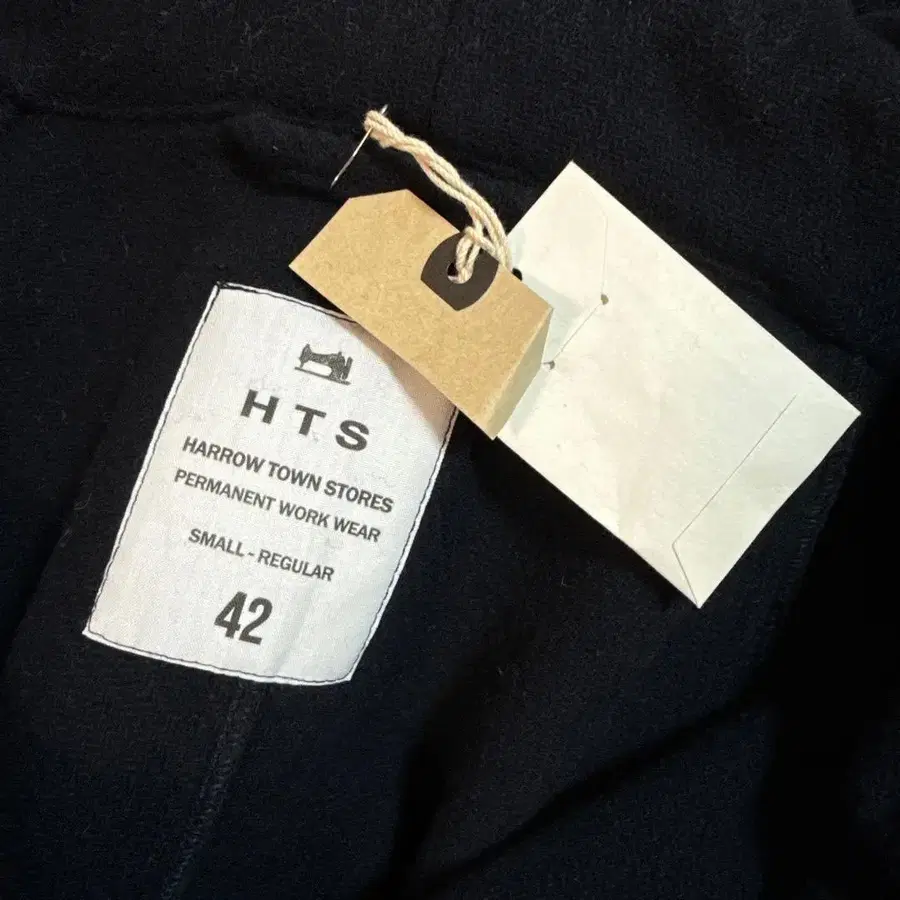 HTS
HARROW TOWN STORES
PERMANENT WORK WEAR
SMALL - REGULAR
42